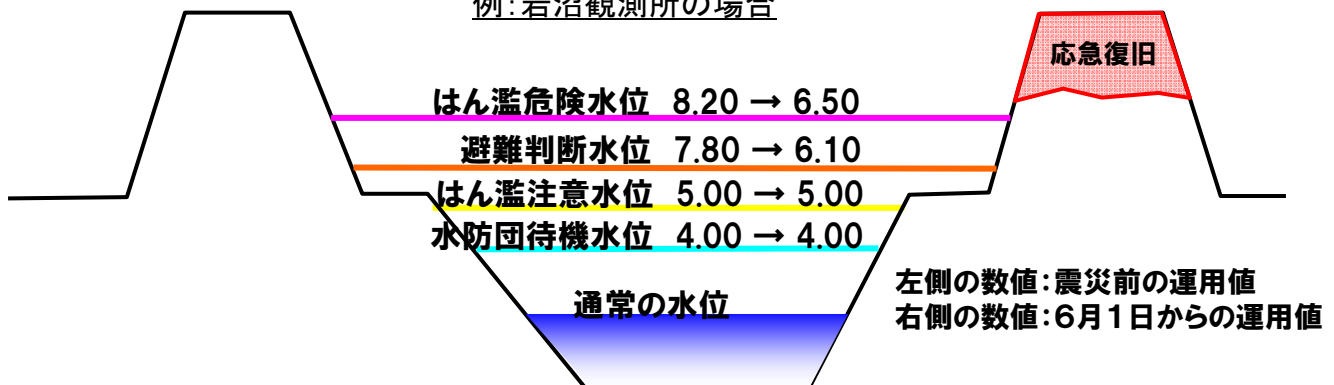 例：岩沼観測所の場合
応急復旧
はん濫危険水位 8.20 → 6.50
避難判断水位 7.80 → 6.10
はん濫注意水位 5.00 → 5.00
水防団待機水位 4.00 → 4.00
通常の水位
左側の数値：震災前の運用値
右側の数値：６月１日からの運用値